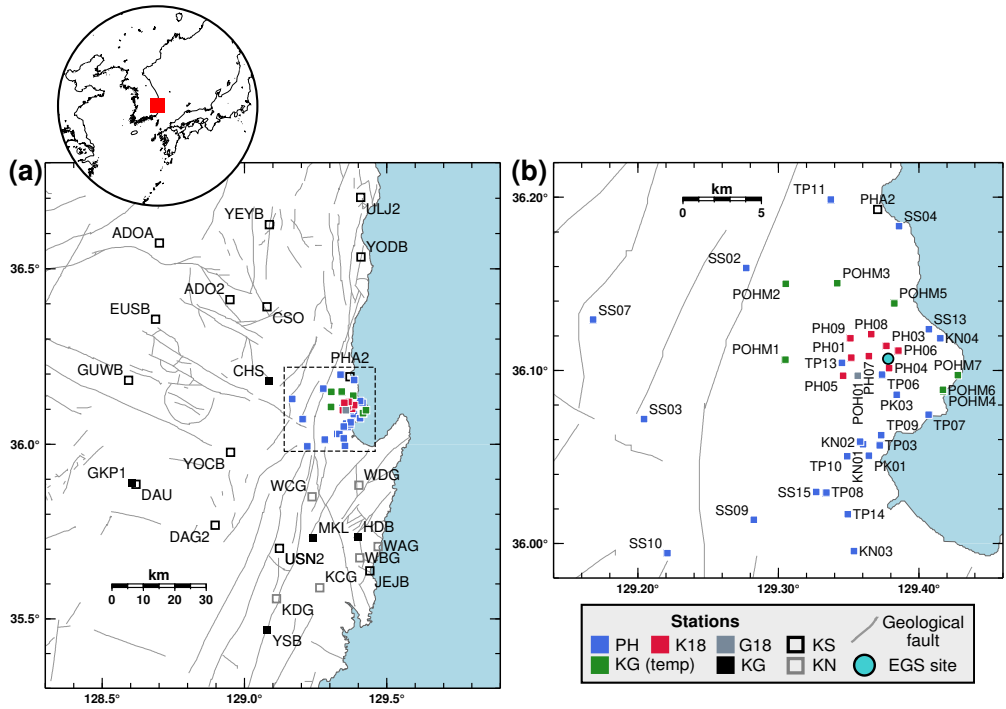 (a)
ULJ2
YEYB
ADOA
YODB
36.5°
ADO2
CSO
EUSB
PHA2
GUWB
CHS
36.0°
YOCB
GKP1
DAU
WDG
WCG
DAG2
MKL
HDB
WAG
USN2
WBG
km
0 10 20 30
KCG
JEJB
KDG
35.5°
YSB
128.5°
129.0°
129.5°
(b)
36.20°
km
0 5
TP11
PHA2
SS04
SS02
POHM3
POHM2
POHM5
SS07
SS13
PH09
PH08
PH03
KN04
36.10°
POHM1
PH01
PH06
TP13
PH07
PH04
POHM7
PH05
POH01
TP06
POHM6
PK03
POHM4
SS03
TP09
TP07
KN02
TP03
KN01
TP10
PK01
SS15
TP08
SS09
TP14
36.00°
SS10
KN03
129.20°
129.30°
129.40°
Stations
PH K18 G18 KS
KG (temp) KG KN
Geological
fault
EGS site